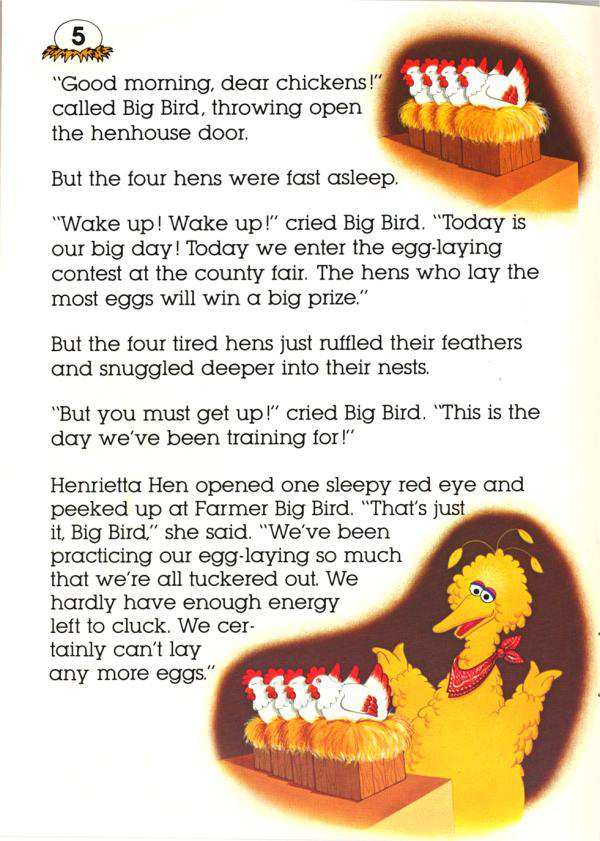 5
"Good morning, dear chickens!"
called Big Bird, throwing open
the henhouse door.
But the four hens were fast asleep.
"Wake up! Wake up!" cried Big Bird. "Today is
our big day! Today we enter the egg-laying
contest at the county fair. The hens who lay the
most eggs will win a big prize."
But the four tired hens just ruffled their feathers
and snuggled deeper into their nests.
"But you must get up!" cried Big Bird. "This is the
day we've been training for!"
Henrietta Hen opened one sleepy red eye and
peeked up at Farmer Big Bird. "That's just
it, Big Bird," she said. "We've been
practicing our egg-laying so much
that we're all tuckered out. We
hardly have enough energy
left to cluck. We cer-
tainly can't lay
any more eggs."